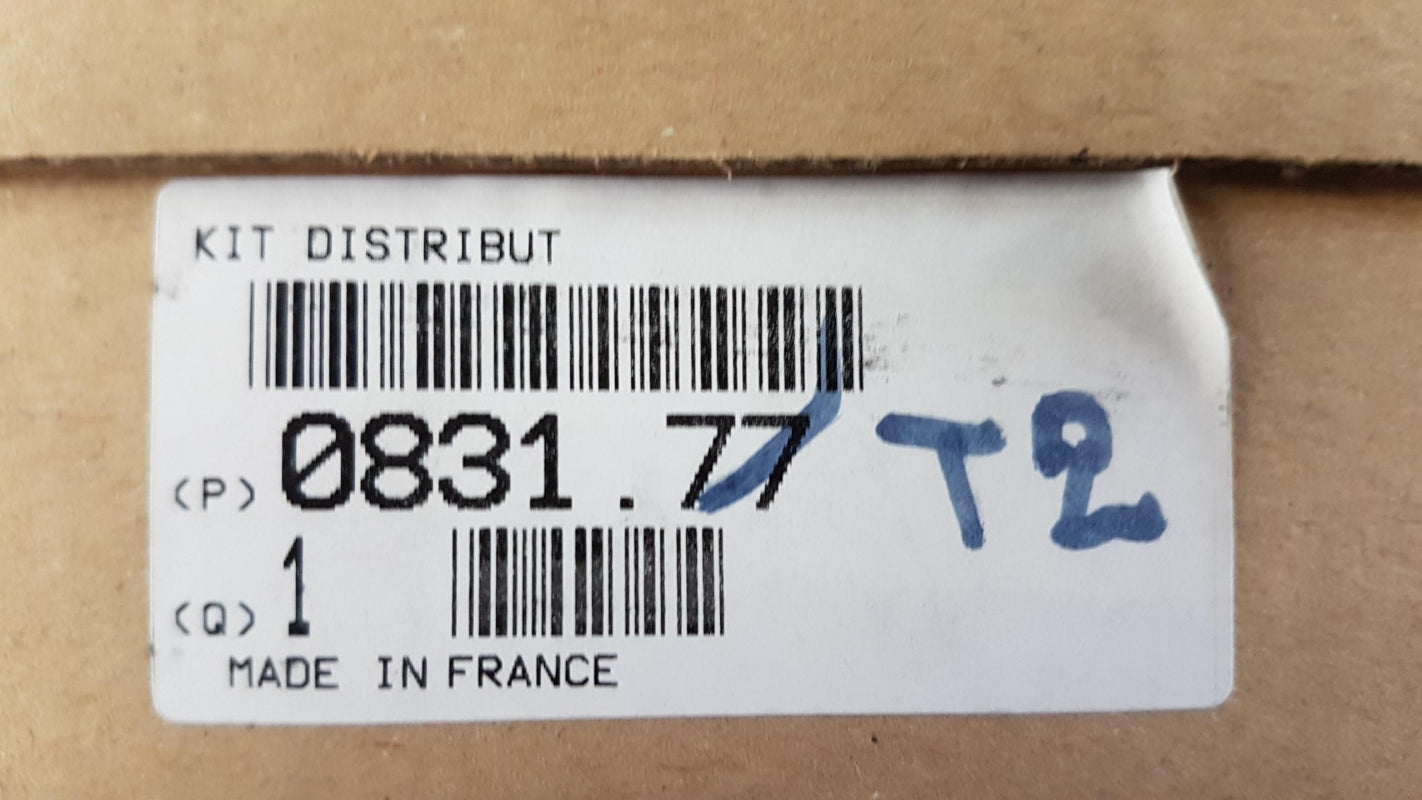 KIT DISTRIBUT
(P) 0831.77 T2
(Q) 1
MADE IN FRANCE